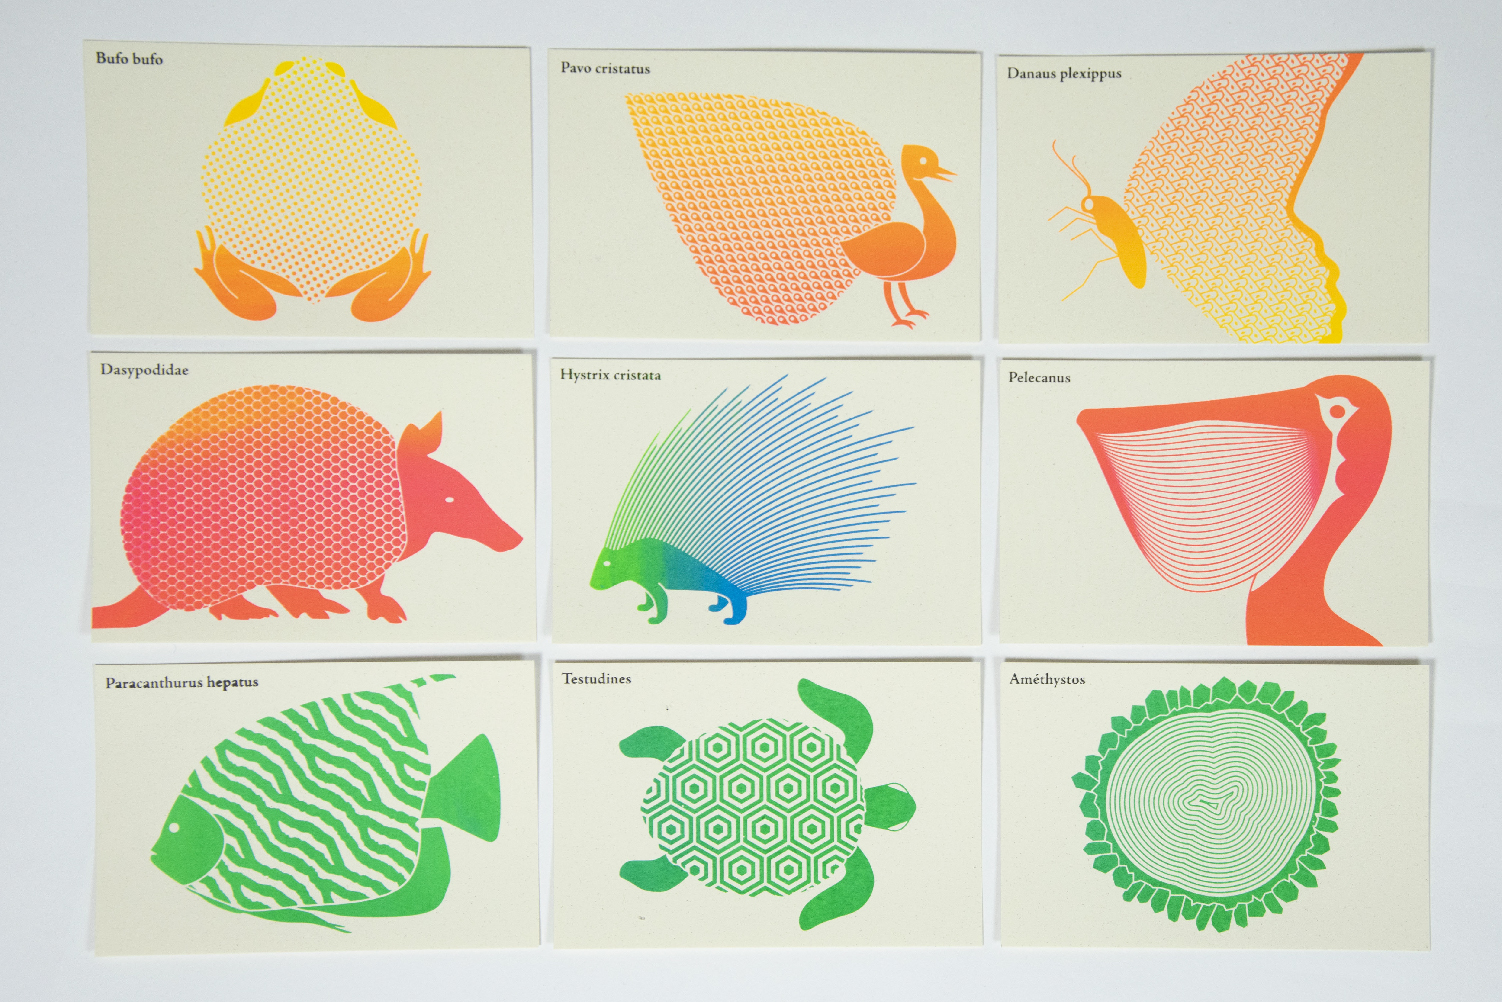 Bufo bufo
Pavo cristatus
Danaus plexippus
Dasypodidae
Hystrix cristata
Pelecanus
Paracanthurus hepatus
Testudines
Améthystos